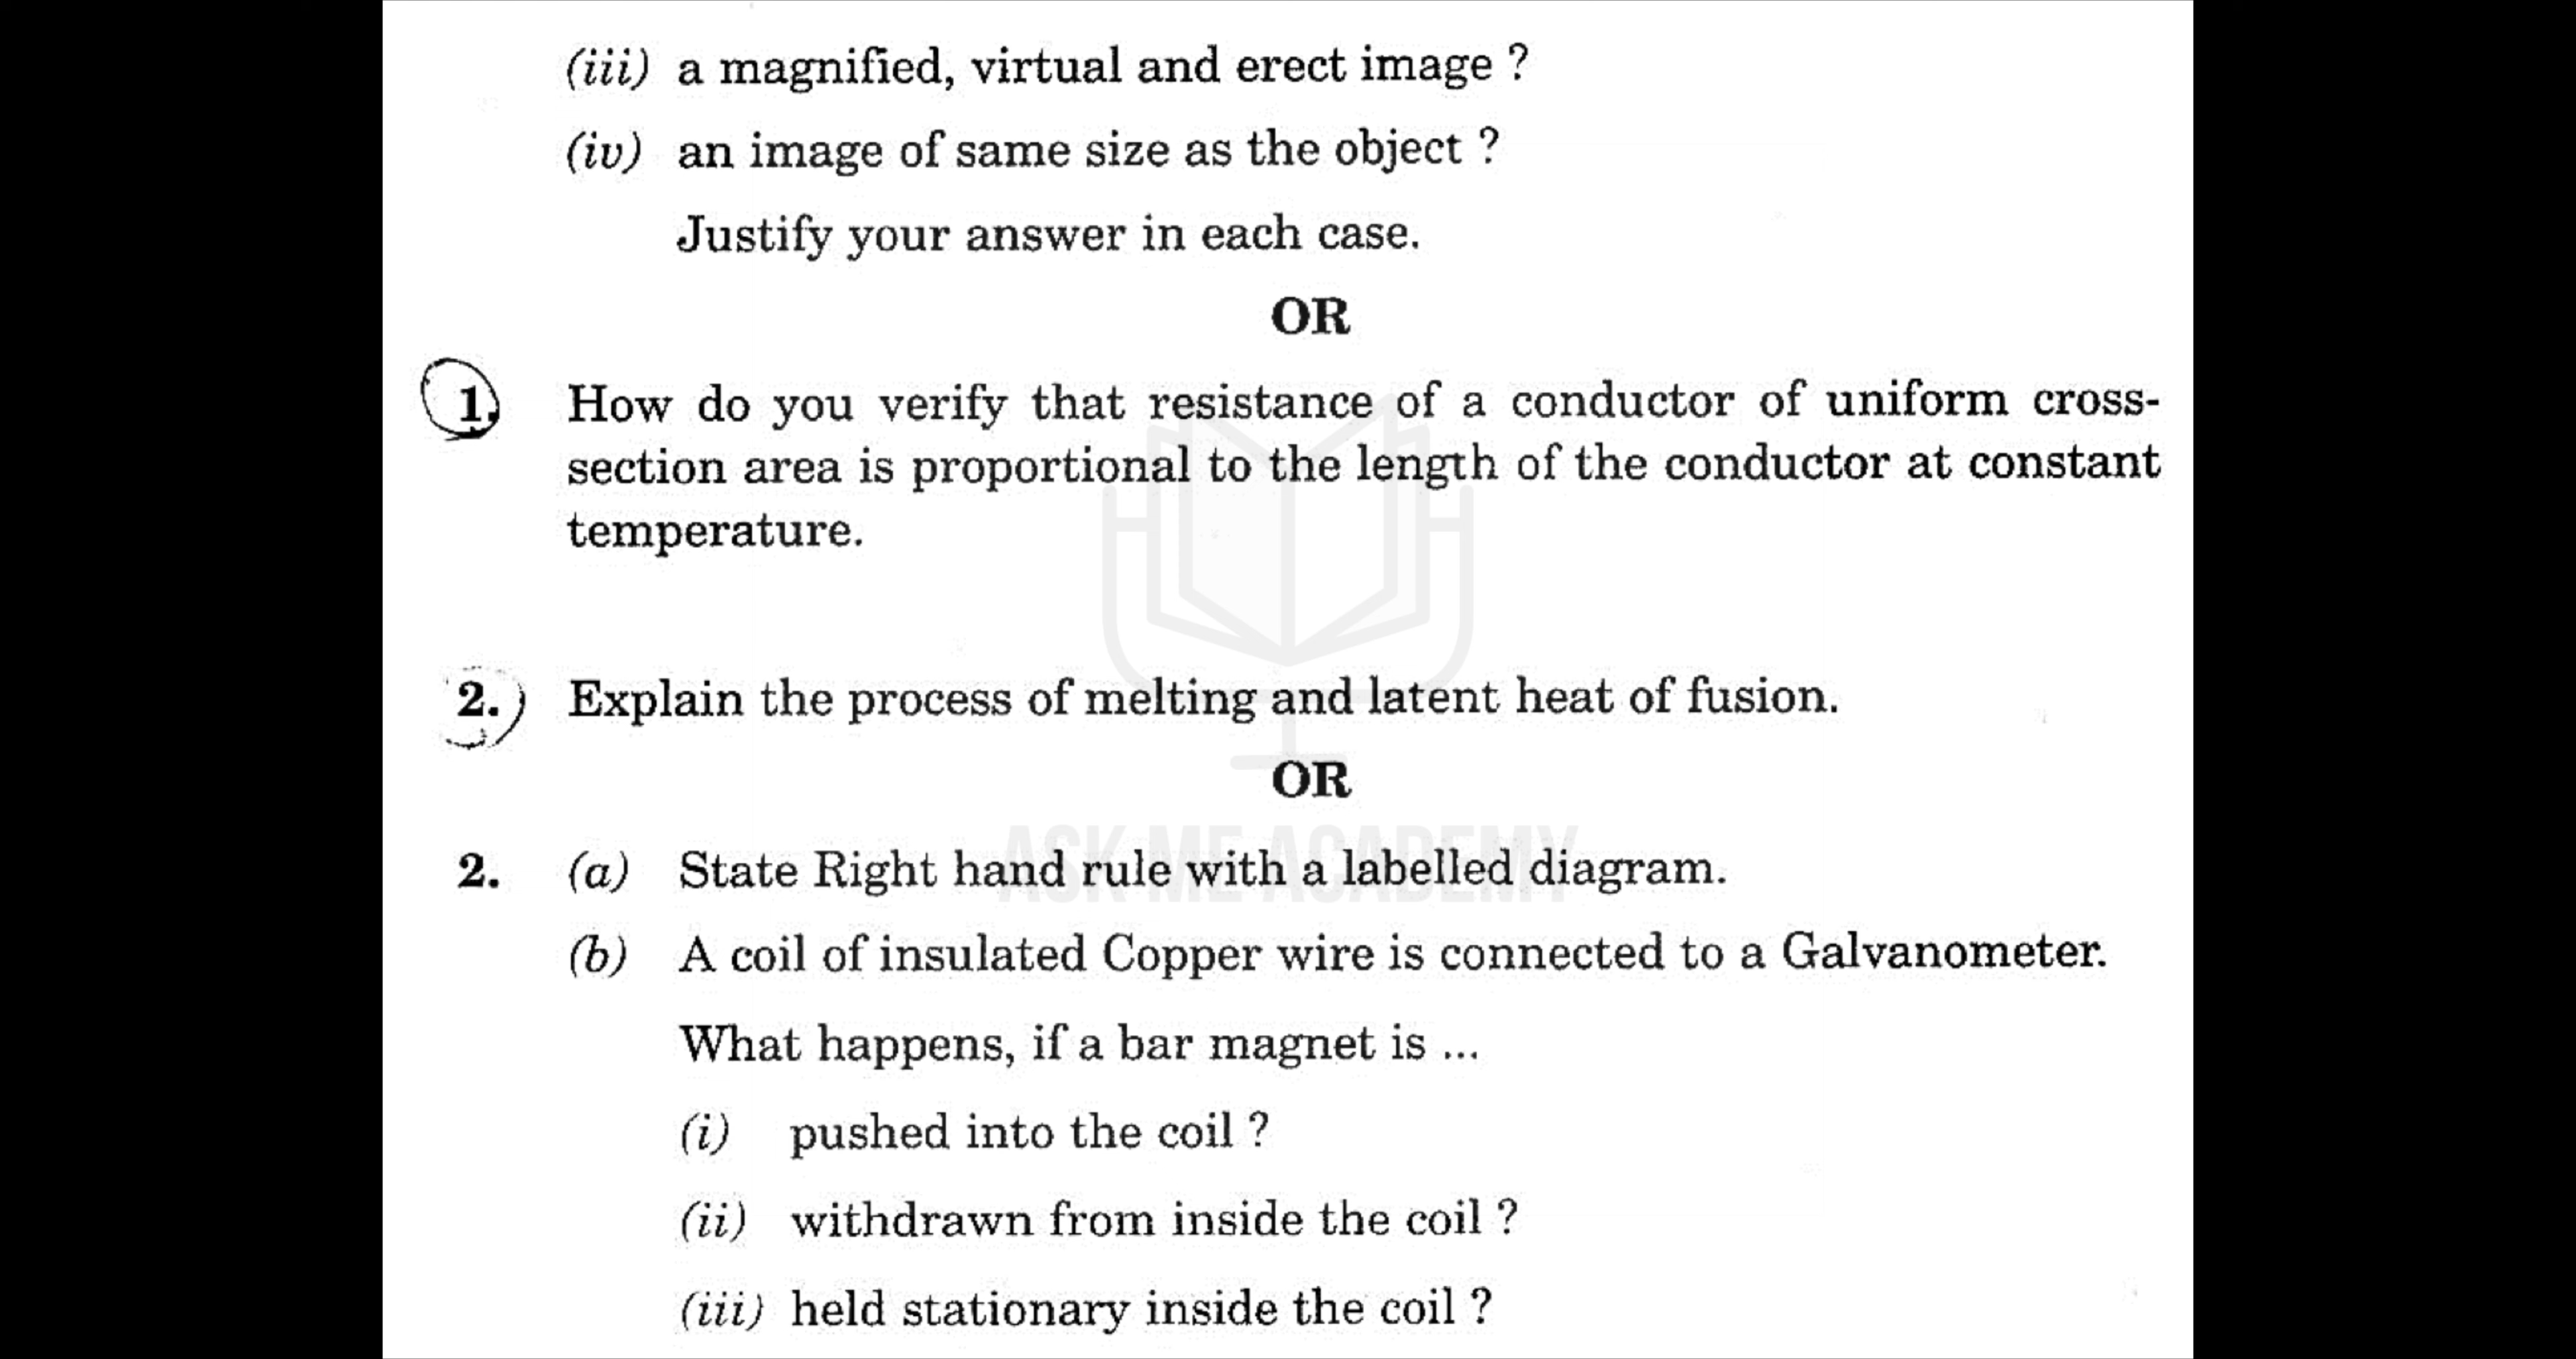 (iii) a magnified, virtual and erect image ?
(iv) an image of same size as the object ?
Justify your answer in each case.
OR
1. How do you verify that resistance of a conductor of uniform cross-
section area is proportional to the length of the conductor at constant
temperature.
2. Explain the process of melting and latent heat of fusion.
OR
ASK ME ACADEMY
2. (a) State Right hand rule with a labelled diagram.
(b) A coil of insulated Copper wire is connected to a Galvanometer.
What happens, if a bar magnet is ...
(i) pushed into the coil ?
(ii) withdrawn from inside the coil ?
(iii) held stationary inside the coil ?